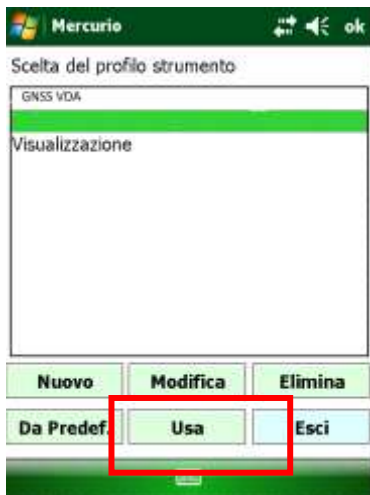 Mercurio ok
Scelta del profilo strumento
GNSS VDA
Visualizzazione
Nuovo Modifica Elimina
Da Predef. Usa Esci